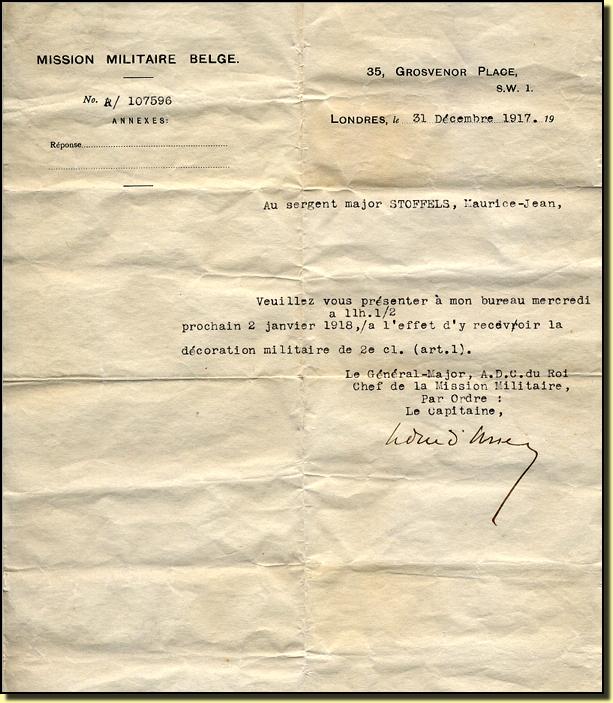 MISSION MILITAIRE BELGE.
No. A/ 107596
ANNEXES:
Réponse
35, GROSVENOR PLACE,
S.W. 1.
LONDRES, le 31 Décembre 1917. 19
Au sergent major STOFFELS, Maurice-Jean,
Veuillez vous présenter à mon bureau mercredi
a 11h.1/2
prochain 2 janvier 1918,/a l'effet d'y recev/oir la
décoration militaire de 2e cl. (art.1).
Le Général-Major, A.D.C.du Roi
Chef de la Mission Militaire,
Par Ordre :
Le Capitaine,